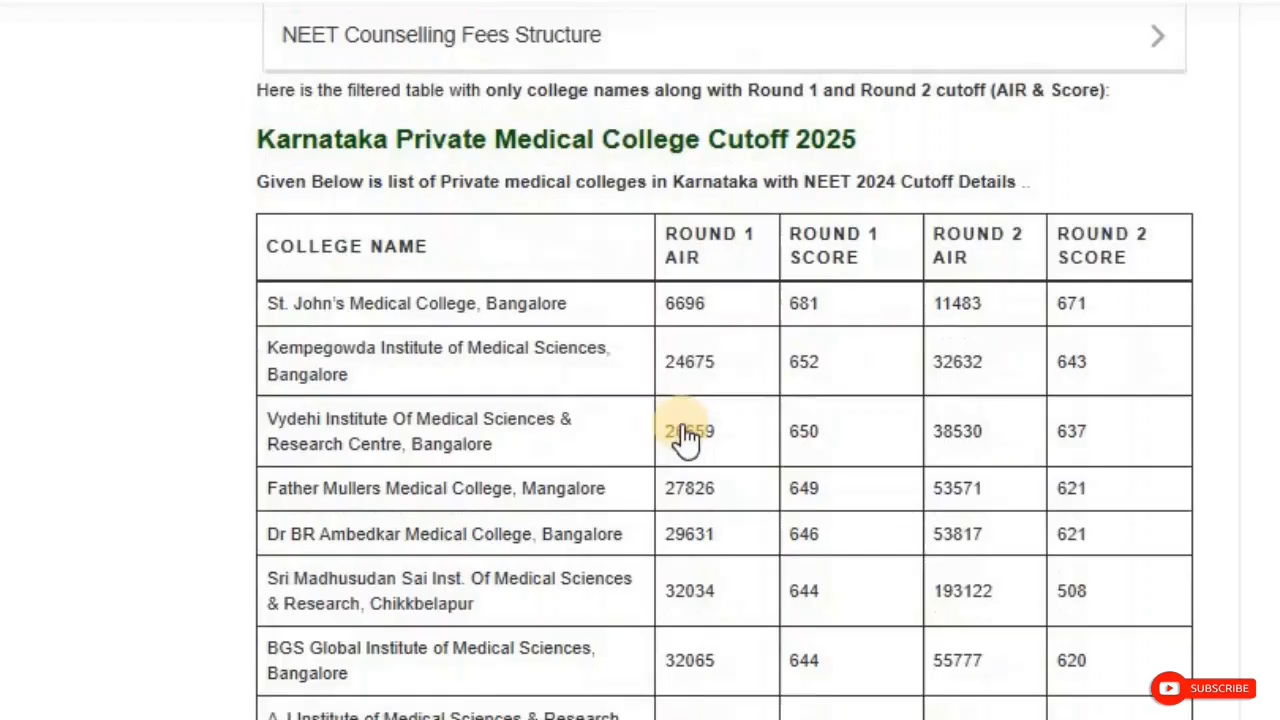 NEET Counselling Fees Structure
Here is the filtered table with only college names along with Round 1 and Round 2 cutoff (AIR & Score):
Karnataka Private Medical College Cutoff 2025
Given Below is list of Private medical colleges in Karnataka with NEET 2024 Cutoff Details ..
COLLEGE NAME ROUND 1 AIR ROUND 1 SCORE ROUND 2 AIR ROUND 2 SCORE
St. John's Medical College, Bangalore 6696 681 11483 671
Kempegowda Institute of Medical Sciences, Bangalore 24675 652 32632 643
Vydehi Institute Of Medical Sciences & Research Centre, Bangalore 650 38530 637
Father Mullers Medical College, Mangalore 27826 649 53571 621
Dr BR Ambedkar Medical College, Bangalore 29631 646 53817 621
Sri Madhusudan Sai Inst. Of Medical Sciences & Research, Chikkbelapur 32034 644 193122 508
BGS Global Institute of Medical Sciences, Bangalore 32065 644 55777 620
A J Institute of Medical Sciences & Research
SUBSCRIBE